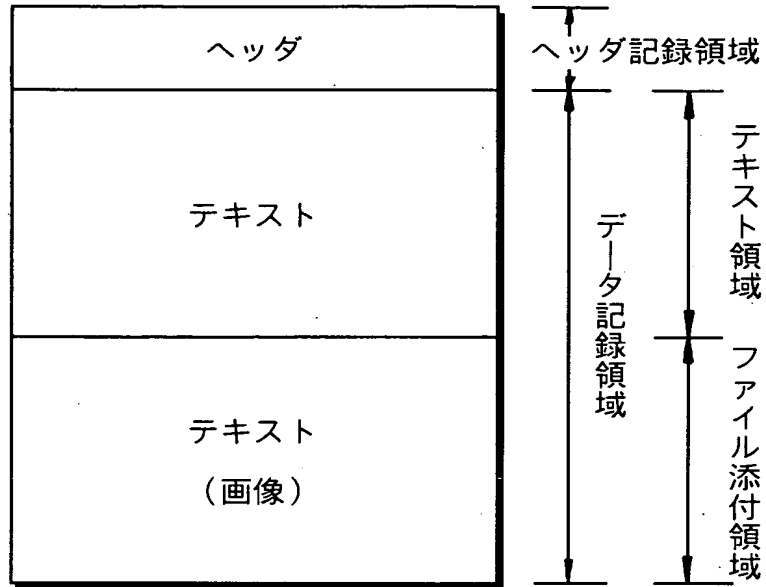 ヘッダ
ヘッダ記録領域
テキスト
データ記録領域
テキスト領域
テキスト
(画像)
ファイル添付領域